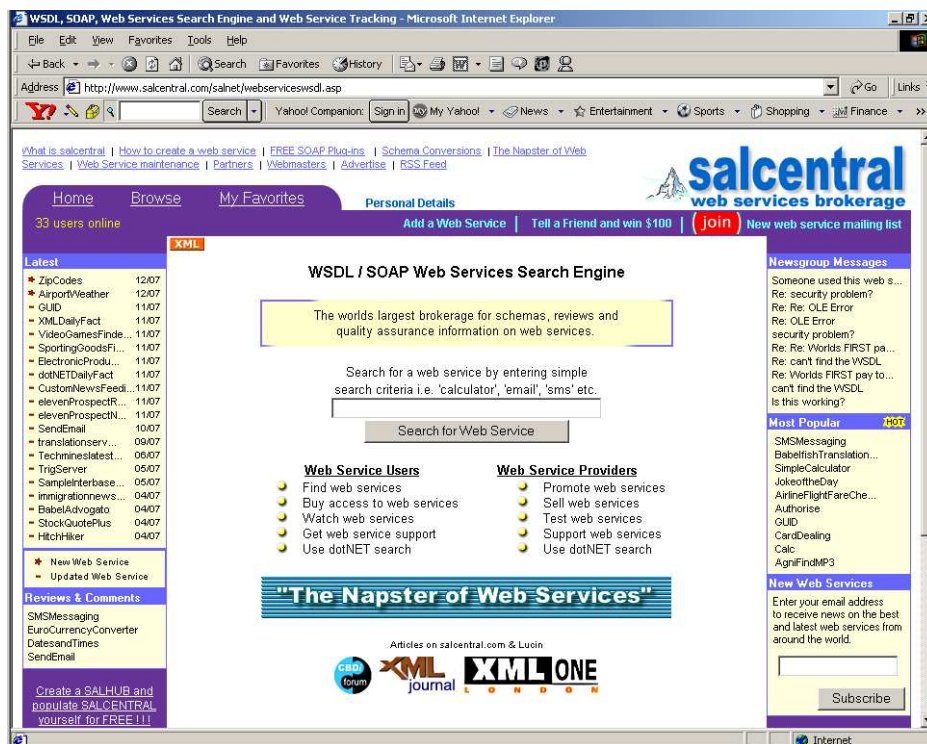 WSDL, SOAP, Web Services Search Engine and Web Service Tracking - Microsoft Internet Explorer
File Edit View Favorites Tools Help
Back Search Favorites History
Address http://www.salcentral.com/salnet/webserviceswsdl.asp Go Links
Y! Search Yahoo! Companion: Sign in My Yahoo! News Entertainment Sports Shopping Finance »
What is salcentral | How to create a web service | FREE SOAP Plug-ins | Schema Conversions | The Napster of Web
Services | Web Service maintenance | Partners | Webmasters | Advertise | RSS Feed
salcentral
web services brokerage
Home Browse My Favorites Personal Details
33 users online Add a Web Service | Tell a Friend and win $100 | (join) New web service mailing list
XML
Latest
ZipCodes 12/07
AirportWeather 12/07
GUID 11/07
XMLDailyFact 11/07
VideoGamesFinde... 11/07
SportingGoodsFi... 11/07
ElectronicProdu... 11/07
dotNETDailyFact 11/07
CustomNewsFeedi... 11/07
elevenProspectR... 11/07
elevenProspectN... 11/07
SendEmail 10/07
translationserv... 09/07
Techmineslatest... 06/07
TrigServer 05/07
SampleInterbase... 05/07
immigrationnews... 04/07
BabelAdvogato 04/07
StockQuotePlus 04/07
HitchHiker 04/07
New Web Service
Updated Web Service
Reviews & Comments
SMSMessaging
EuroCurrencyConverter
DatesandTimes
SendEmail
Create a SALHUB and
populate SALCENTRAL
yourself for FREE !!!
WSDL / SOAP Web Services Search Engine
The worlds largest brokerage for schemas, reviews and
quality assurance information on web services.
Search for a web service by entering simple
search criteria i.e. 'calculator', 'email', 'sms' etc.
Search for Web Service
Web Service Users
Find web services
Buy access to web services
Watch web services
Get web service support
Use dotNET search
Web Service Providers
Promote web services
Sell web services
Test web services
Support web services
Use dotNET search
"The Napster of Web Services"
Articles on salcentral.com & Lucin
CBDi
forum
XML
journal
XML ONE
LONDON
Newsgroup Messages
Someone used this web s...
Re: security problem?
Re: Re: OLE Error
Re: OLE Error
security problem?
Re: Re: Worlds FIRST pa...
Re: can't find the WSDL
Re: Worlds FIRST pay to...
can't find the WSDL
Is this working?
Most Popular HOT
SMSMessaging
BabelfishTranslation...
SimpleCalculator
JokeoftheDay
AirlineFlightFareChe...
Authorise
GUID
CardDealing
Calc
AgniFindMP3
New Web Services
Enter your email address
to receive news on the best
and latest web services from
around the world.
Subscribe
Internet